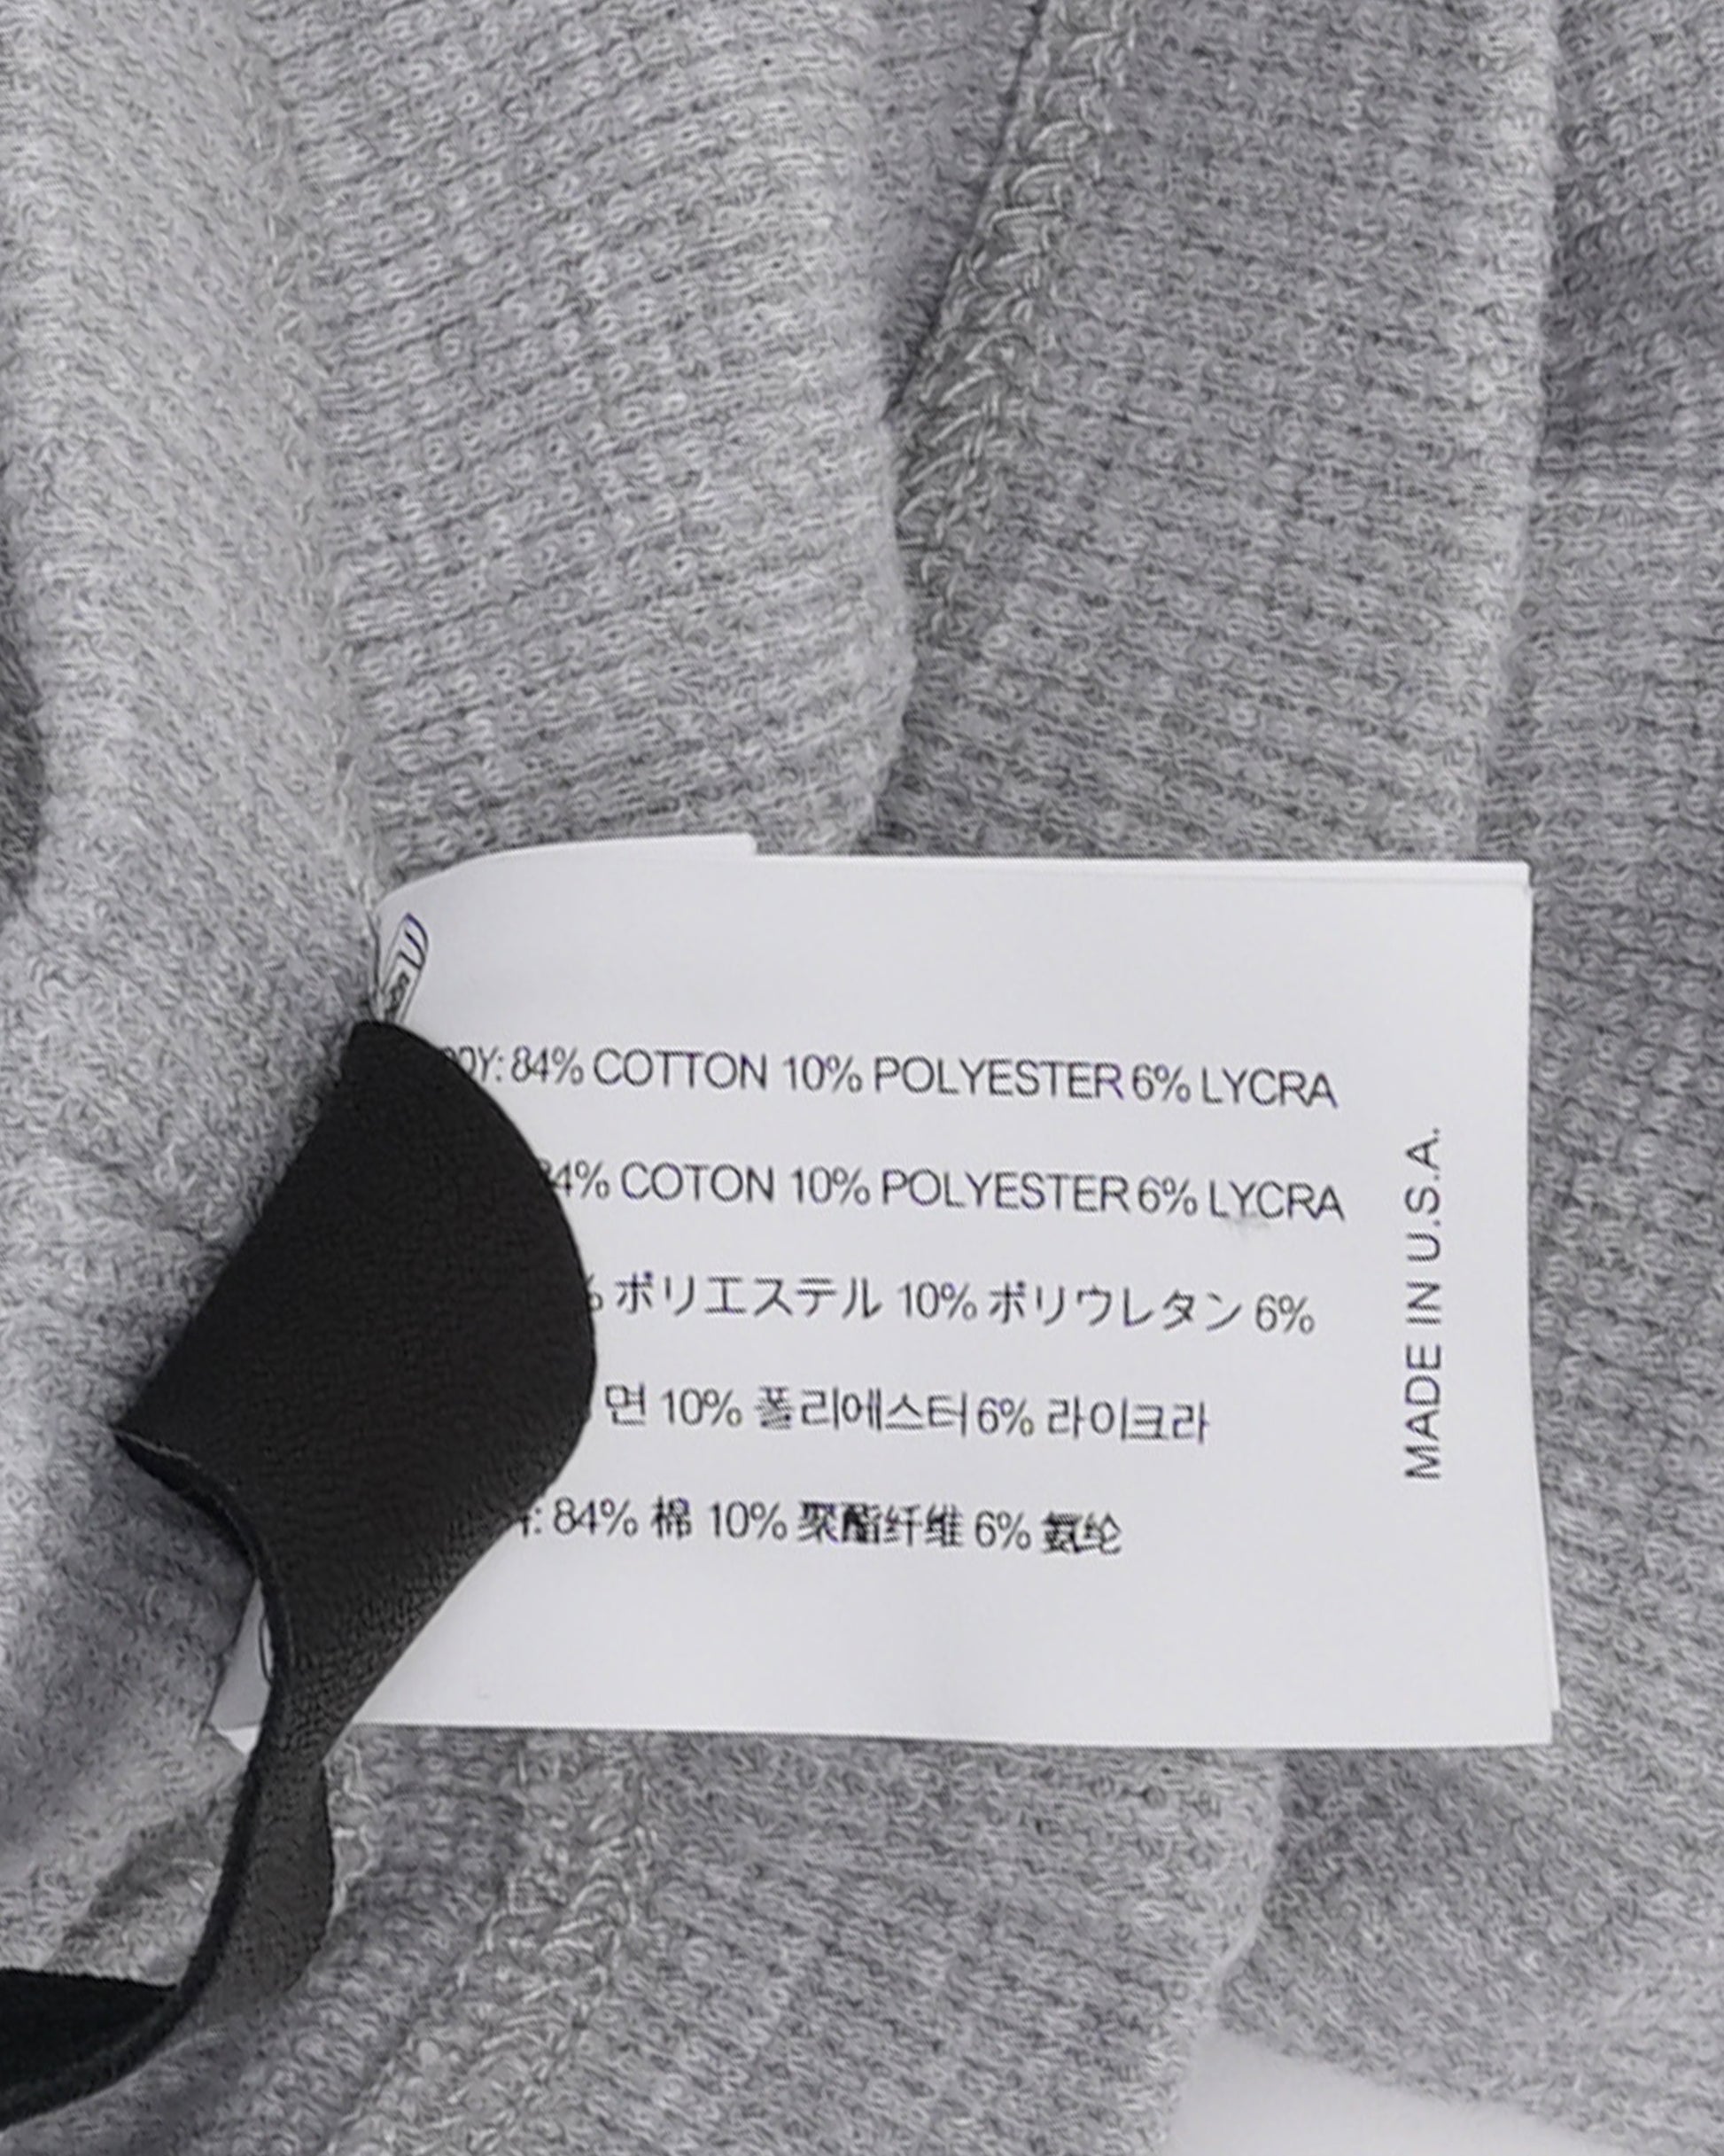 84% COTTON 10% POLYESTER 6% LYCRA
COTON 10% POLYESTER 6% LYCRA
ポリエステル 10% ポリウレタン 6%
면 10% 폴리에스터 6% 라이크라
84% 棉 10% 聚酯纤维 6% 氨纶
MADE IN U.S.A.